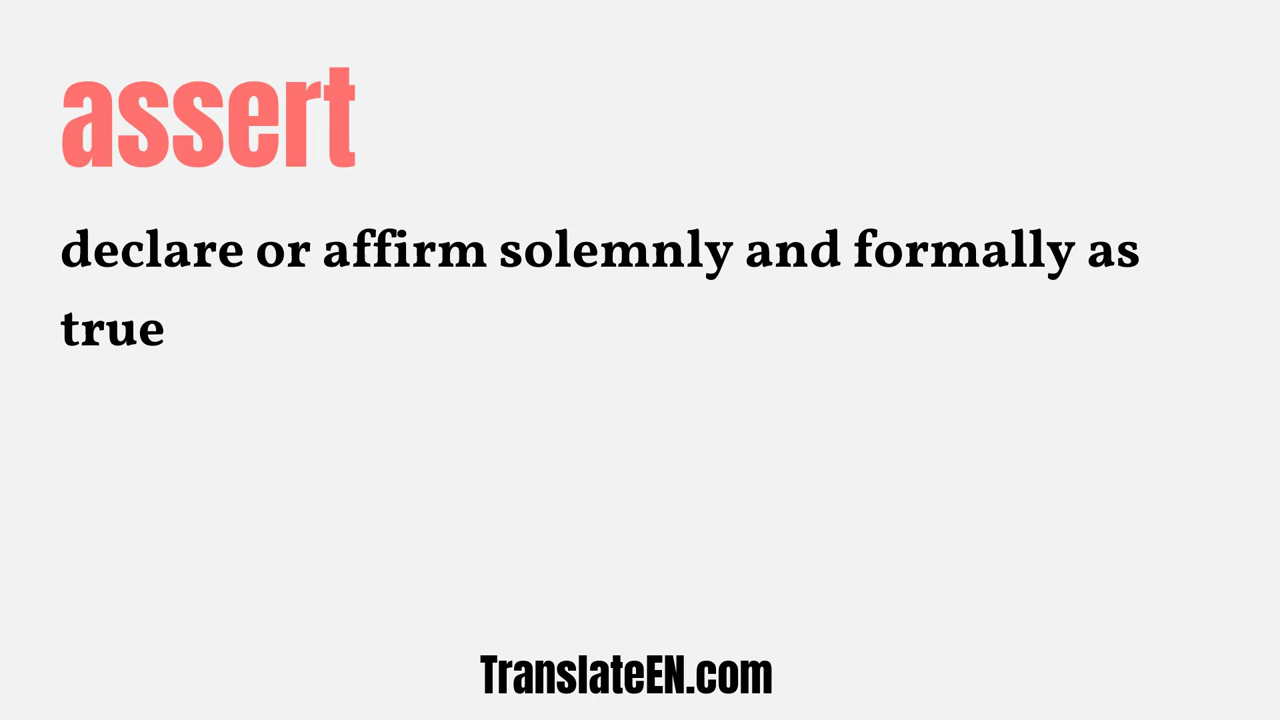 assert
declare or affirm solemnly and formally as
true
TranslateEN.com